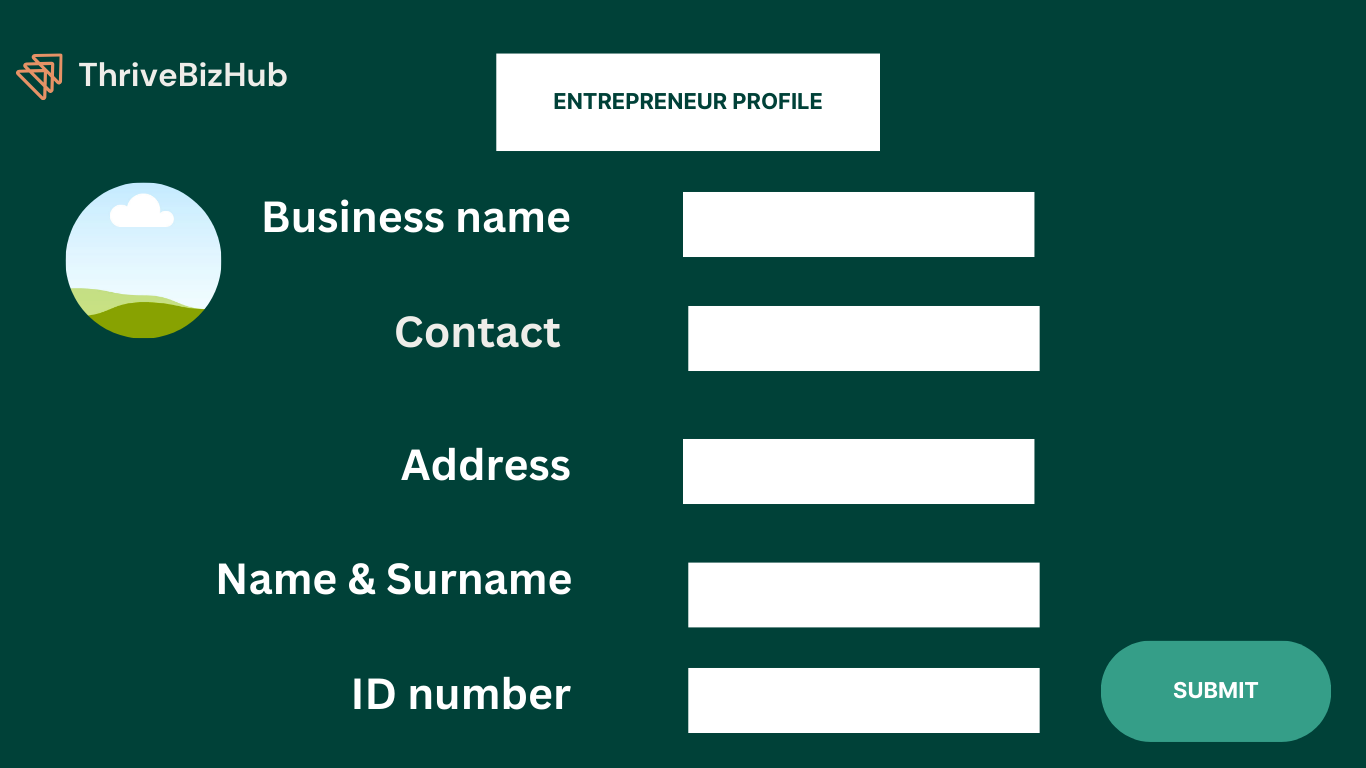 ThriveBizHub
ENTREPRENEUR PROFILE
Business name
Contact
Address
Name & Surname
ID number
SUBMIT